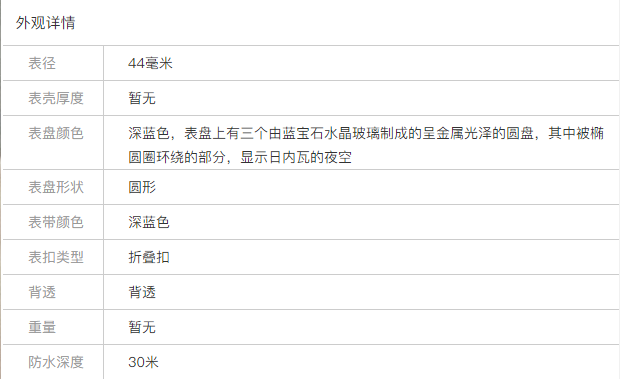 外观详情
表径 44毫米
表壳厚度 暂无
表盘颜色 深蓝色，表盘上有三个由蓝宝石水晶玻璃制成的呈金属光泽的圆盘，其中被椭
圆圈环绕的部分，显示日内瓦的夜空
表盘形状 圆形
表带颜色 深蓝色
表扣类型 折叠扣
背透 背透
重量 暂无
防水深度 30米